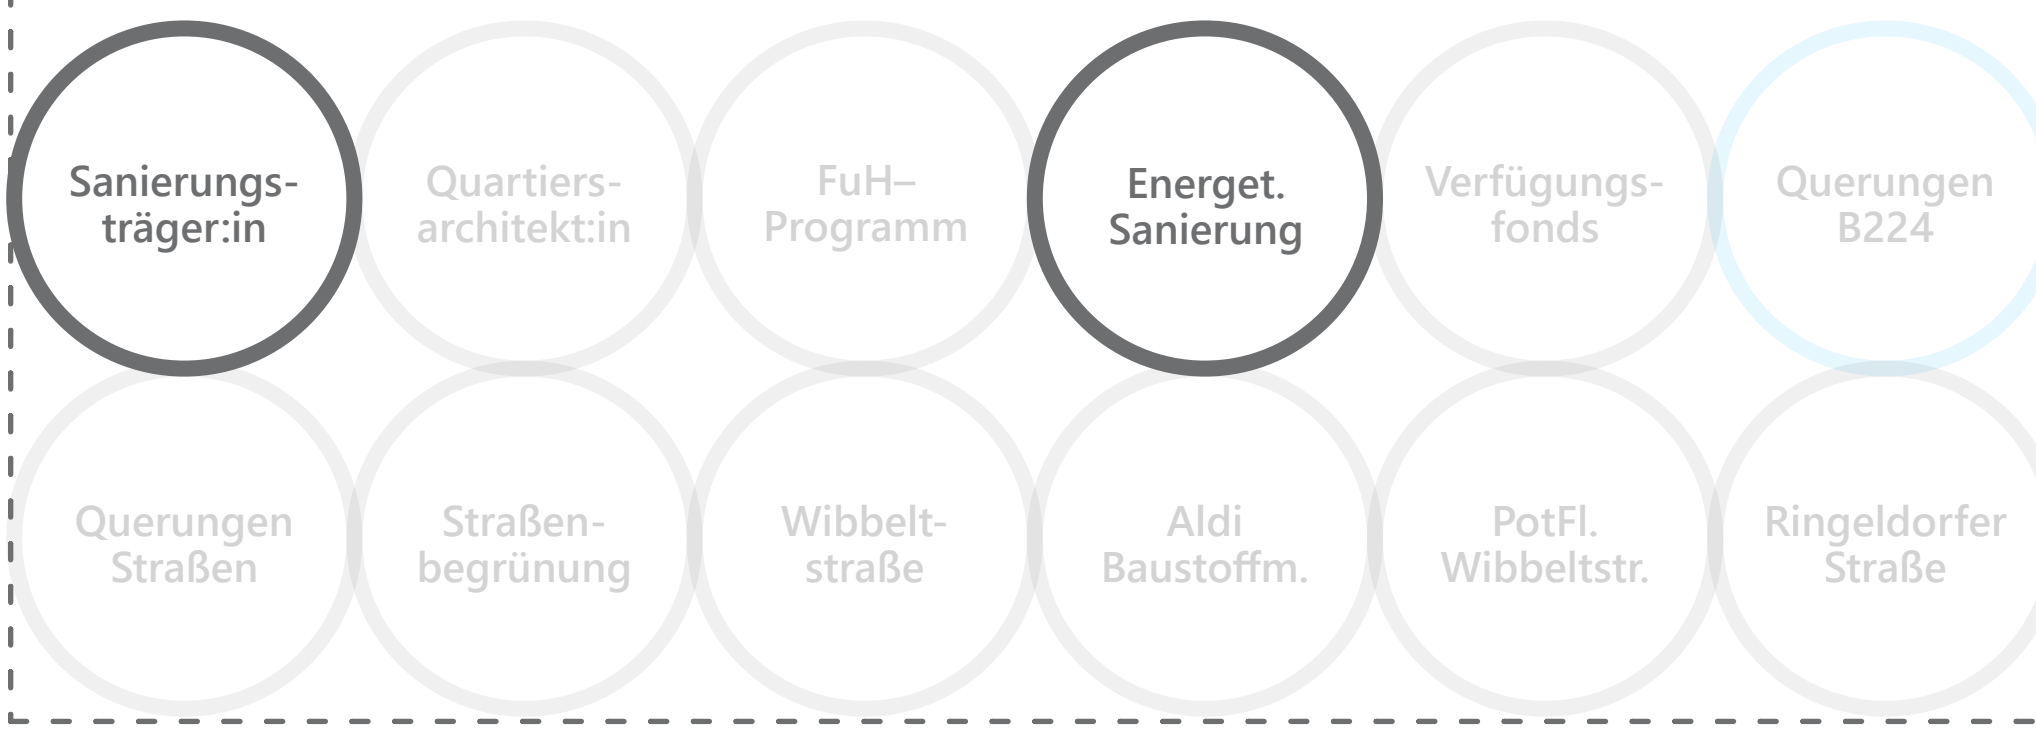 Sanierungs-
träger:in
Quartiers-
architekt:in
FuH–
Programm
Energet.
Sanierung
Verfügungs-
fonds
Querungen
B224
Querungen
Straßen
Straßen-
begrünung
Wibbelt-
straße
Aldi
Baustoffm.
PotFl.
Wibbeltstr.
Ringeldorfer
Straße